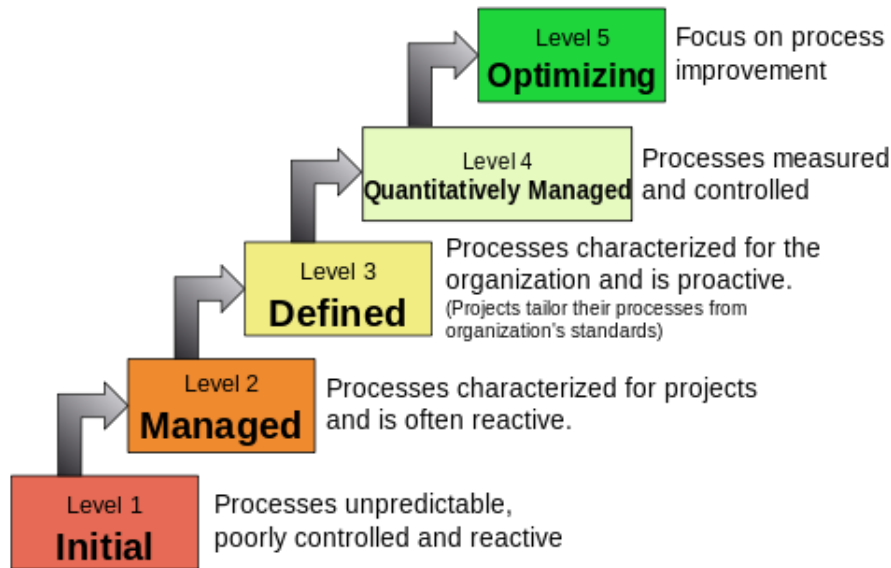 Level 5
Optimizing
Focus on process
improvement
Level 4
Quantitatively Managed
Processes measured
and controlled
Level 3
Defined
Processes characterized for the
organization and is proactive.
(Projects tailor their processes from
organization's standards)
Level 2
Managed
Processes characterized for projects
and is often reactive.
Level 1
Initial
Processes unpredictable,
poorly controlled and reactive